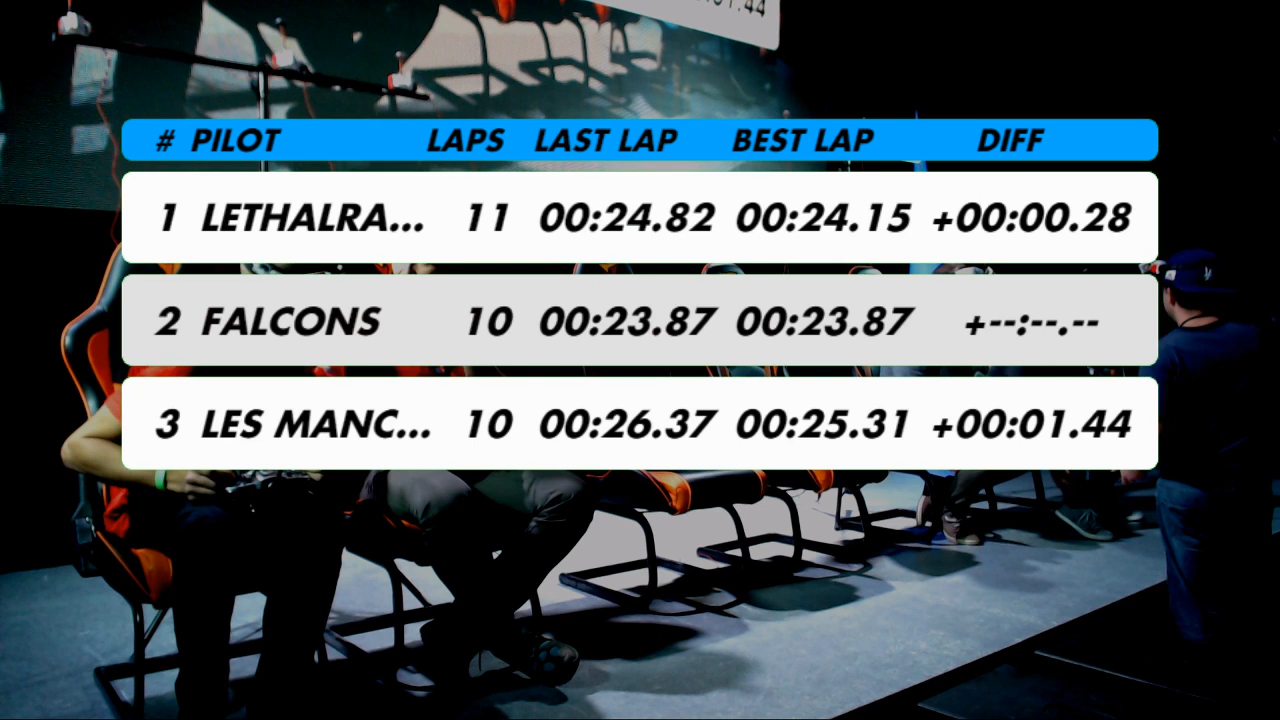 1.44
# PILOT LAPS LAST LAP BEST LAP DIFF
1 LETHALRA... 11 00:24.82 00:24.15 +00:00.28
2 FALCONS 10 00:23.87 00:23.87 +--:--.--
3 LES MANC... 10 00:26.37 00:25.31 +00:01.44